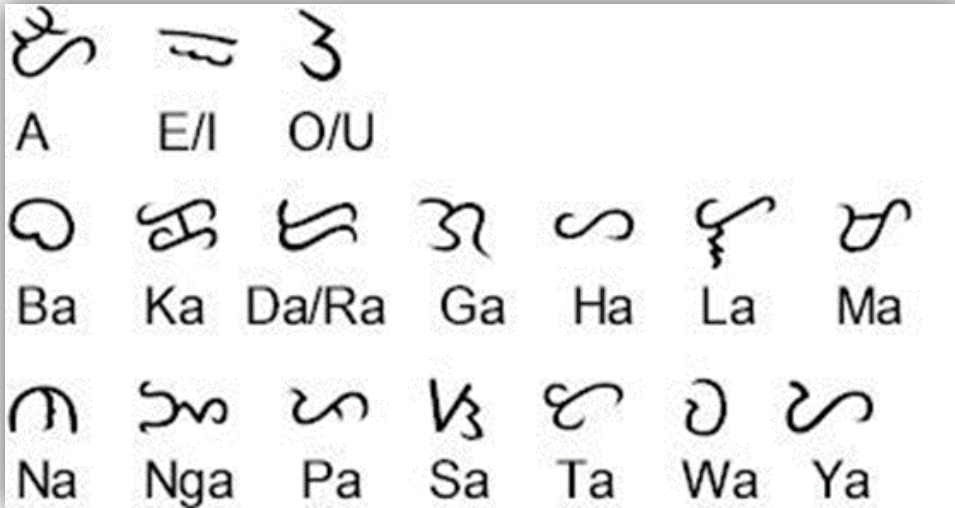 ᜀ ᜁ ᜂ
A E/I O/U
ᜊ ᜃ ᜇ ᜄ ᜑ ᜎ ᜋ
Ba Ka Da/Ra Ga Ha La Ma
ᜈ ᜅ ᜉ ᜐ ᜆ ᜏ ᜌ
Na Nga Pa Sa Ta Wa Ya